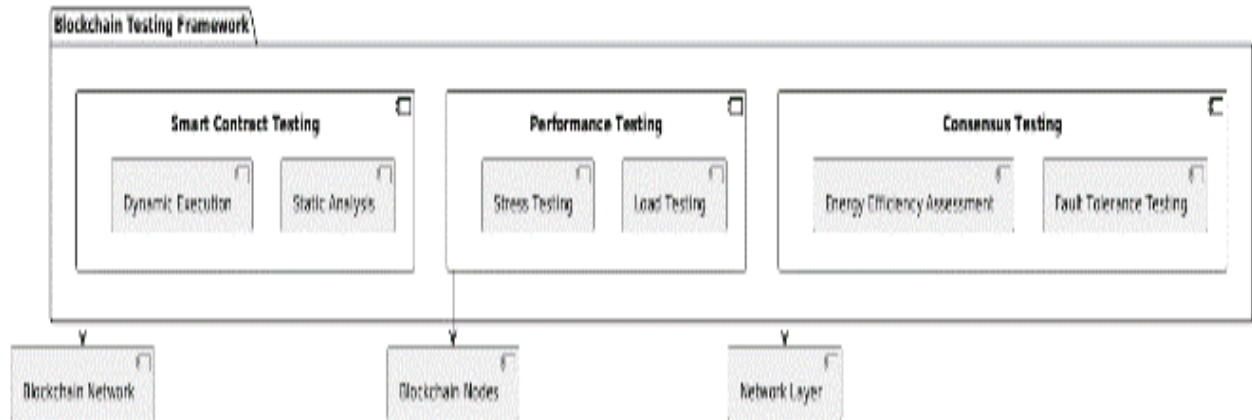 Blockchain Testing Framework
Smart Contract Testing
Performance Testing
Consensus Testing
Dynamic Execution
Static Analysis
Stress Testing
Load Testing
Energy Efficiency Assessment
Fault Tolerance Testing
Blockchain Network
Blockchain Nodes
Network Layer